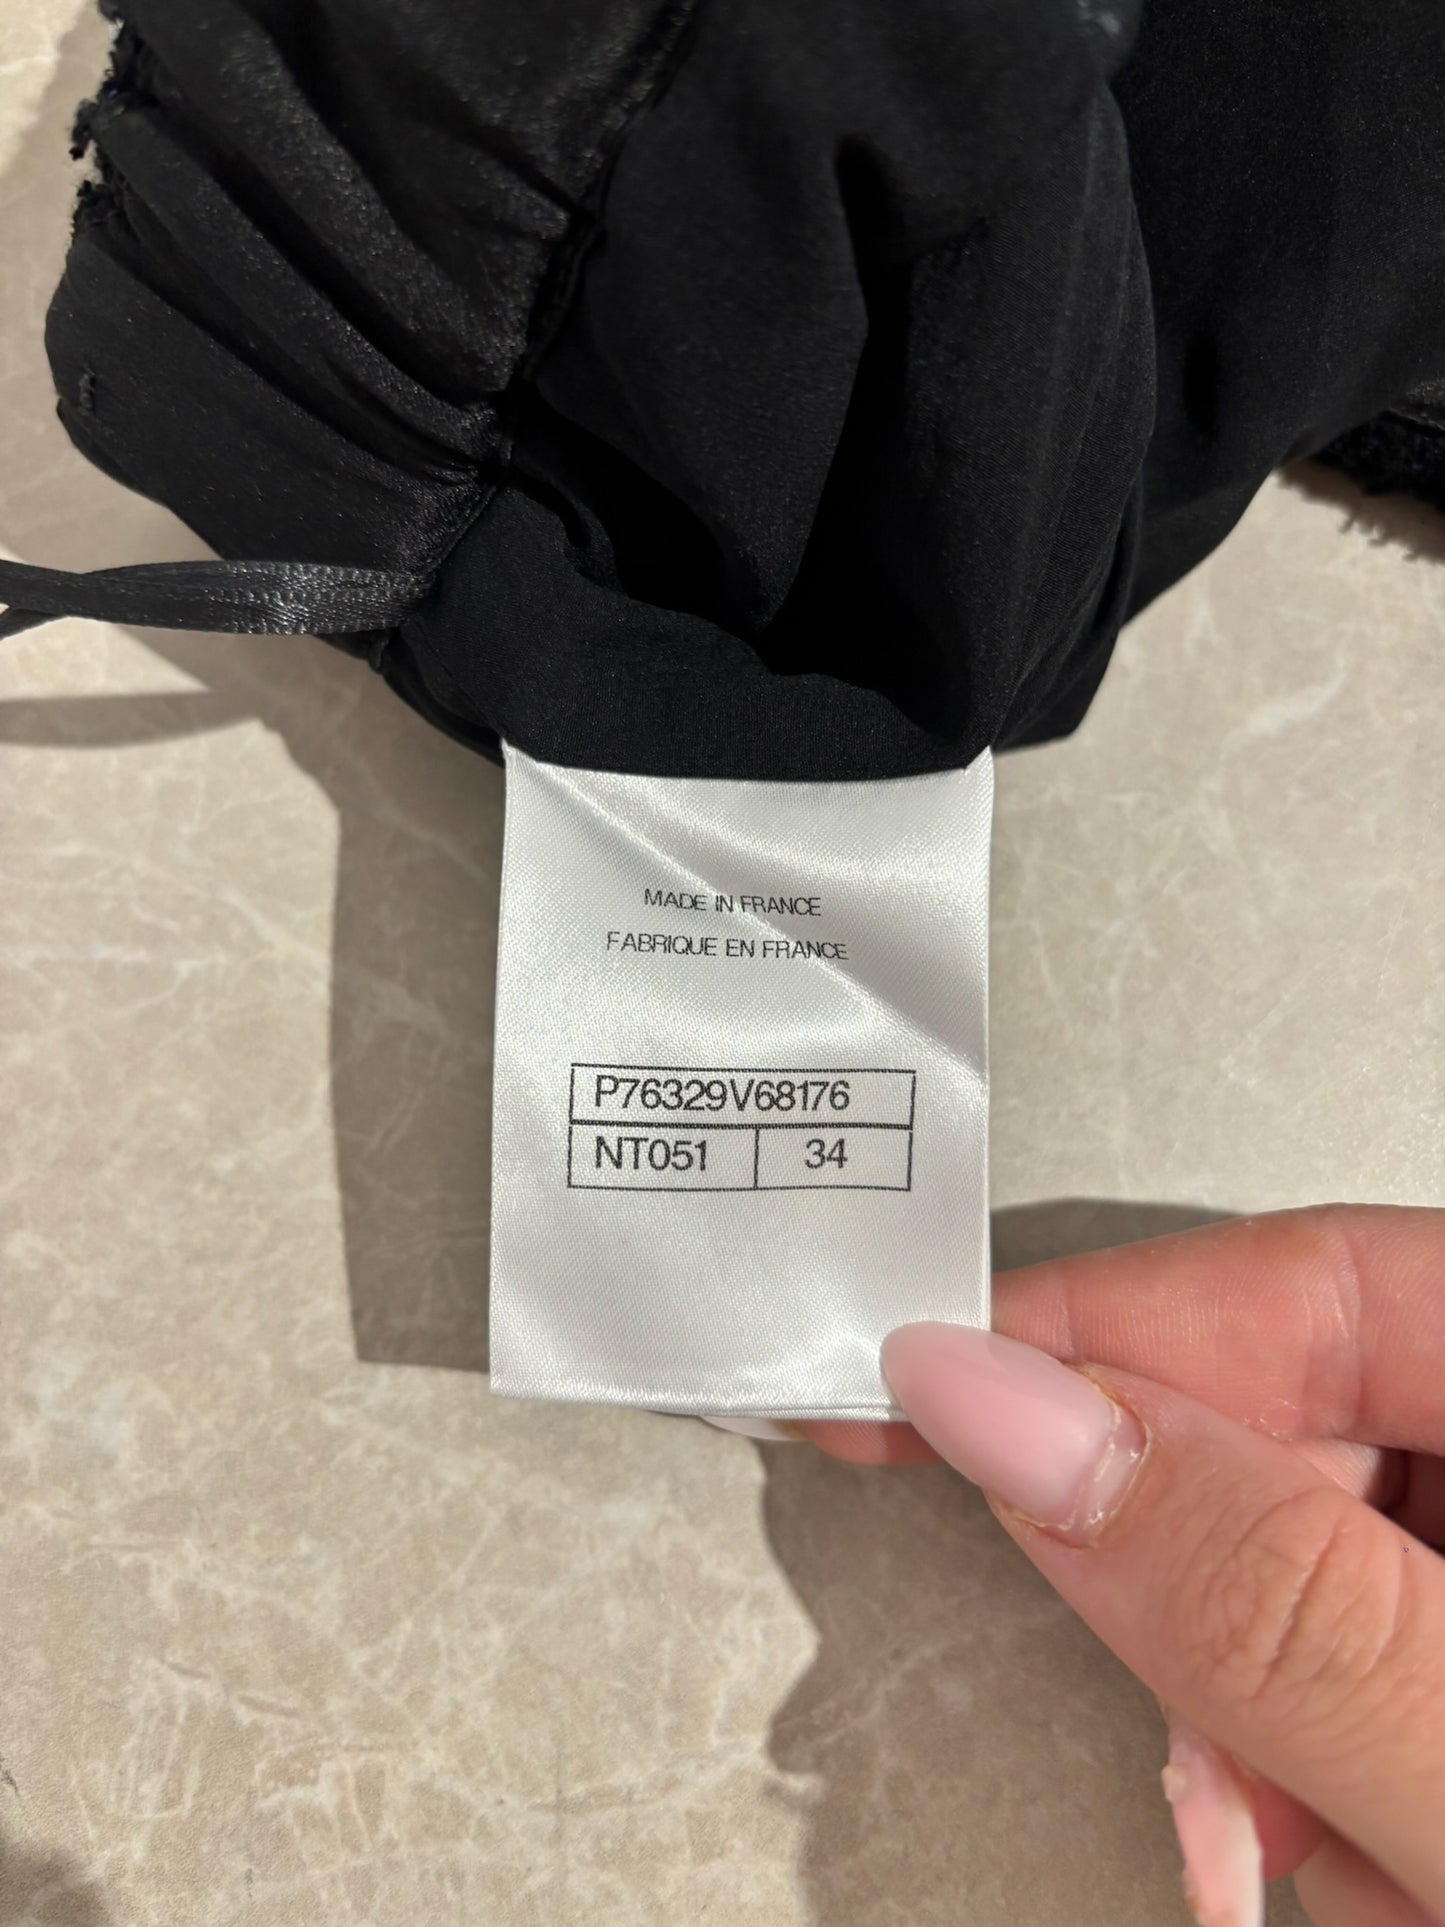 MADE IN FRANCE
FABRIQUE EN FRANCE
P76329V68176
NT051 34